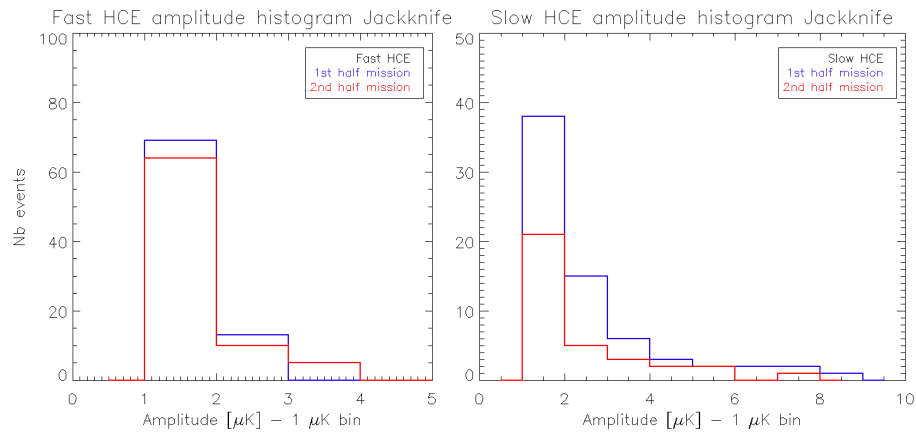 Fast HCE amplitude histogram Jackknife
100
80
60
40
20
0
Nb events
Fast HCE
1st half mission
2nd half mission
0 1 2 3 4 5
Amplitude [μK] − 1 μK bin
Slow HCE amplitude histogram Jackknife
50
40
30
20
10
0
Slow HCE
1st half mission
2nd half mission
0 2 4 6 8 10
Amplitude [μK] − 1 μK bin